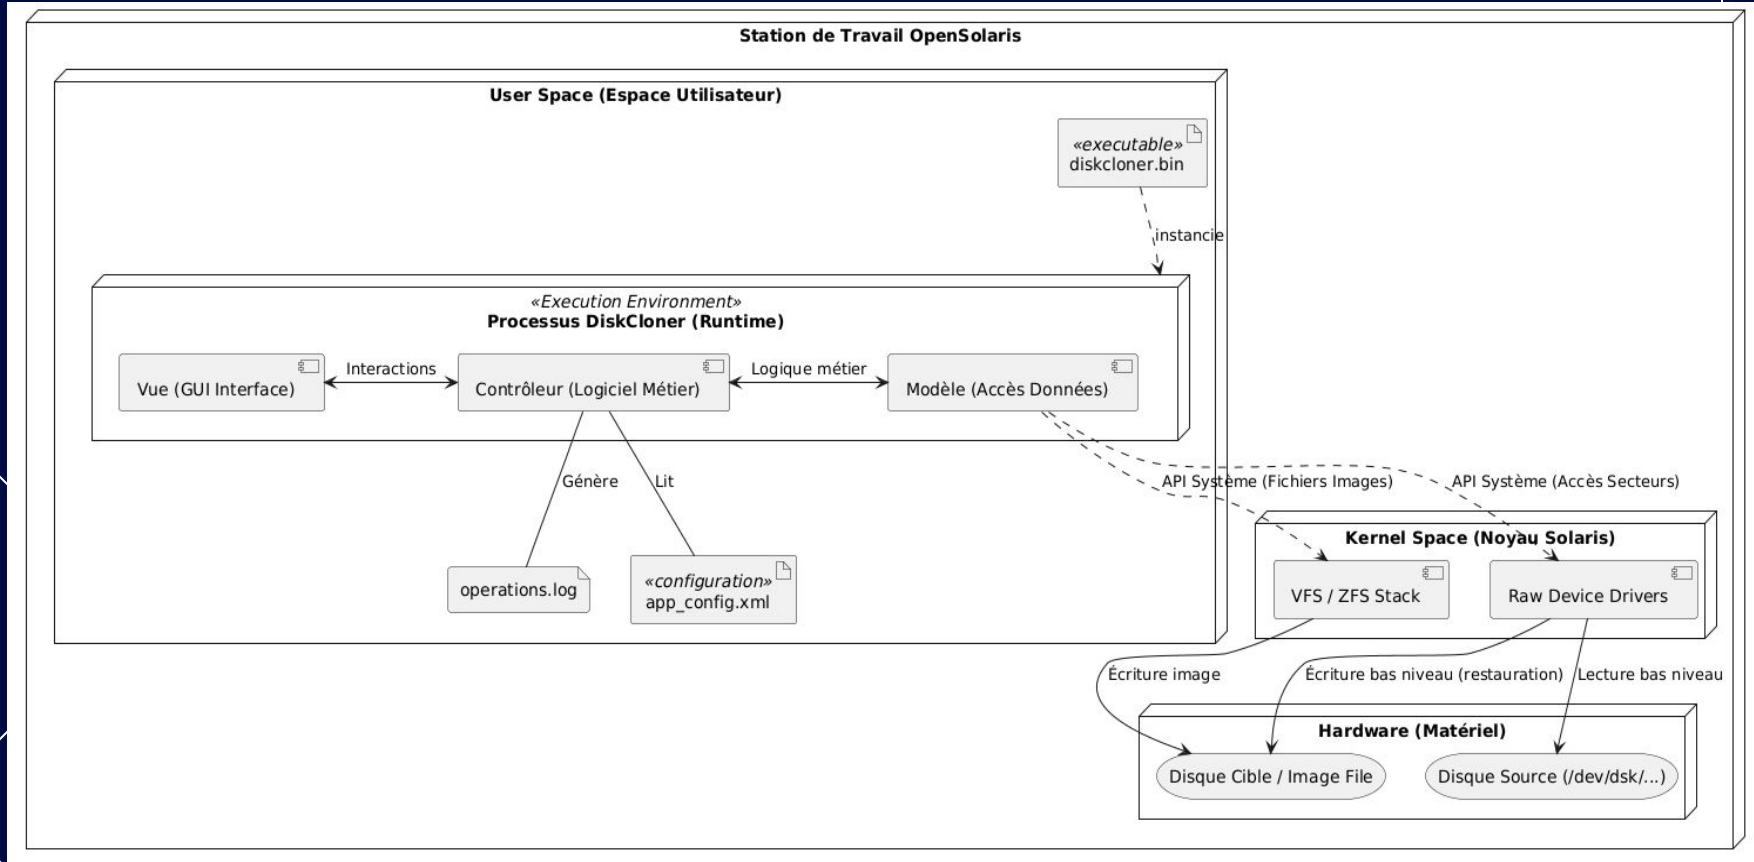 Station de Travail OpenSolaris
User Space (Espace Utilisateur)
«executable»
diskcloner.bin
instancie
«Execution Environment»
Processus DiskCloner (Runtime)
Vue (GUI Interface)
Interactions
Contrôleur (Logiciel Métier)
Logique métier
Modèle (Accès Données)
Génère
Lit
API Système (Fichiers Images)
API Système (Accès Secteurs)
operations.log
«configuration»
app_config.xml
Kernel Space (Noyau Solaris)
VFS / ZFS Stack
Raw Device Drivers
Écriture image
Écriture bas niveau (restauration)
Lecture bas niveau
Hardware (Matériel)
Disque Cible / Image File
Disque Source (/dev/dsk/...)